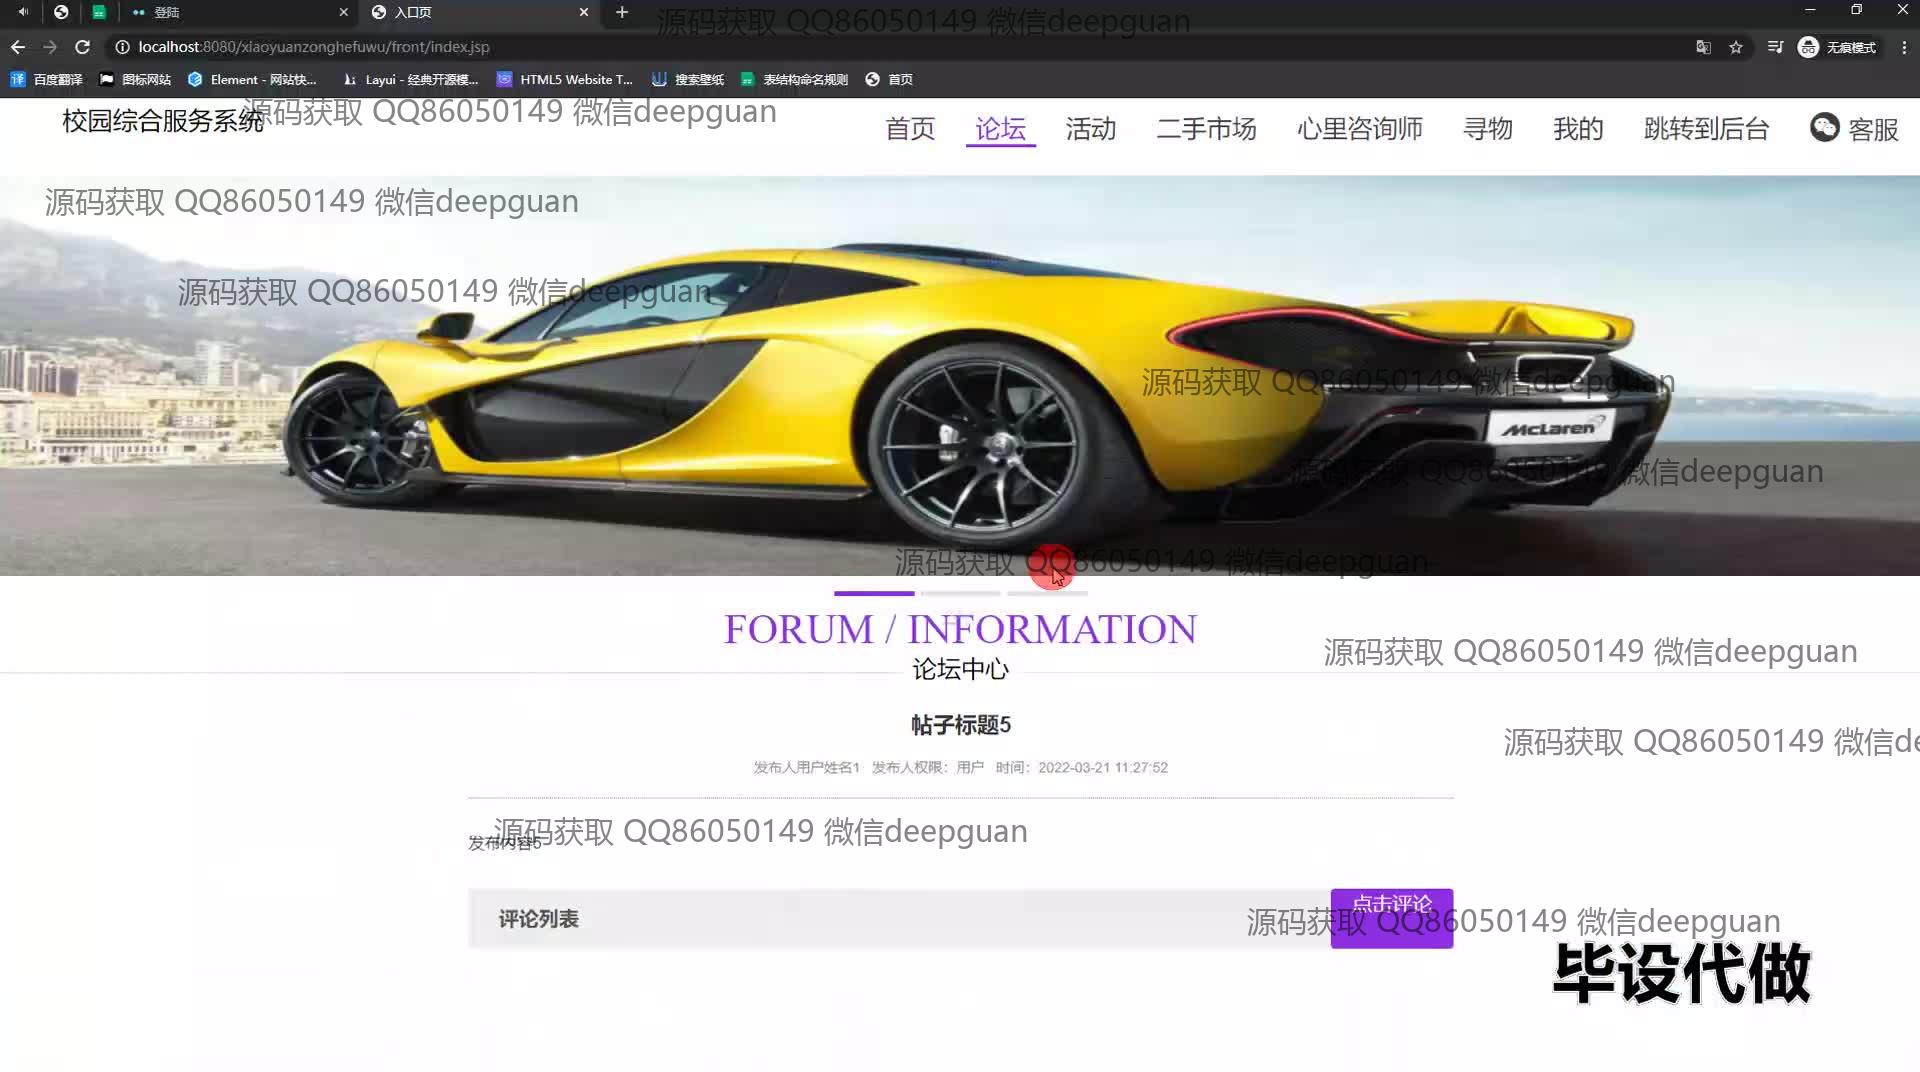 登陆
入口页
源码获取 QQ86050149 微信deepguan
localhost:8080/xiaoyuanzonghefuwu/front/index.jsp
无痕模式
百度翻译
图标网站
Element - 网站快...
Layui - 经典开源模...
HTML5 Website T...
搜索壁纸
表结构命名规则
首页
校园综合服务系统
源码获取 QQ86050149 微信deepguan
首页
论坛
活动
二手市场
心里咨询师
寻物
我的
跳转到后台
客服
源码获取 QQ86050149 微信deepguan
源码获取 QQ86050149 微信deepguan
源码获取 QQ86050149 微信deepguan
McLaren
源码获取 QQ86050149 微信deepguan
源码获取 QQ86050149 微信deepguan
FORUM / INFORMATION
源码获取 QQ86050149 微信deepguan
论坛中心
帖子标题5
源码获取 QQ86050149 微信de
发布人用户姓名1 发布人权限：用户 时间：2022-03-21 11:27:52
源码获取 QQ86050149 微信deepguan
发布内容5
点击评论
评论列表
源码获取 QQ86050149 微信deepguan
毕设代做